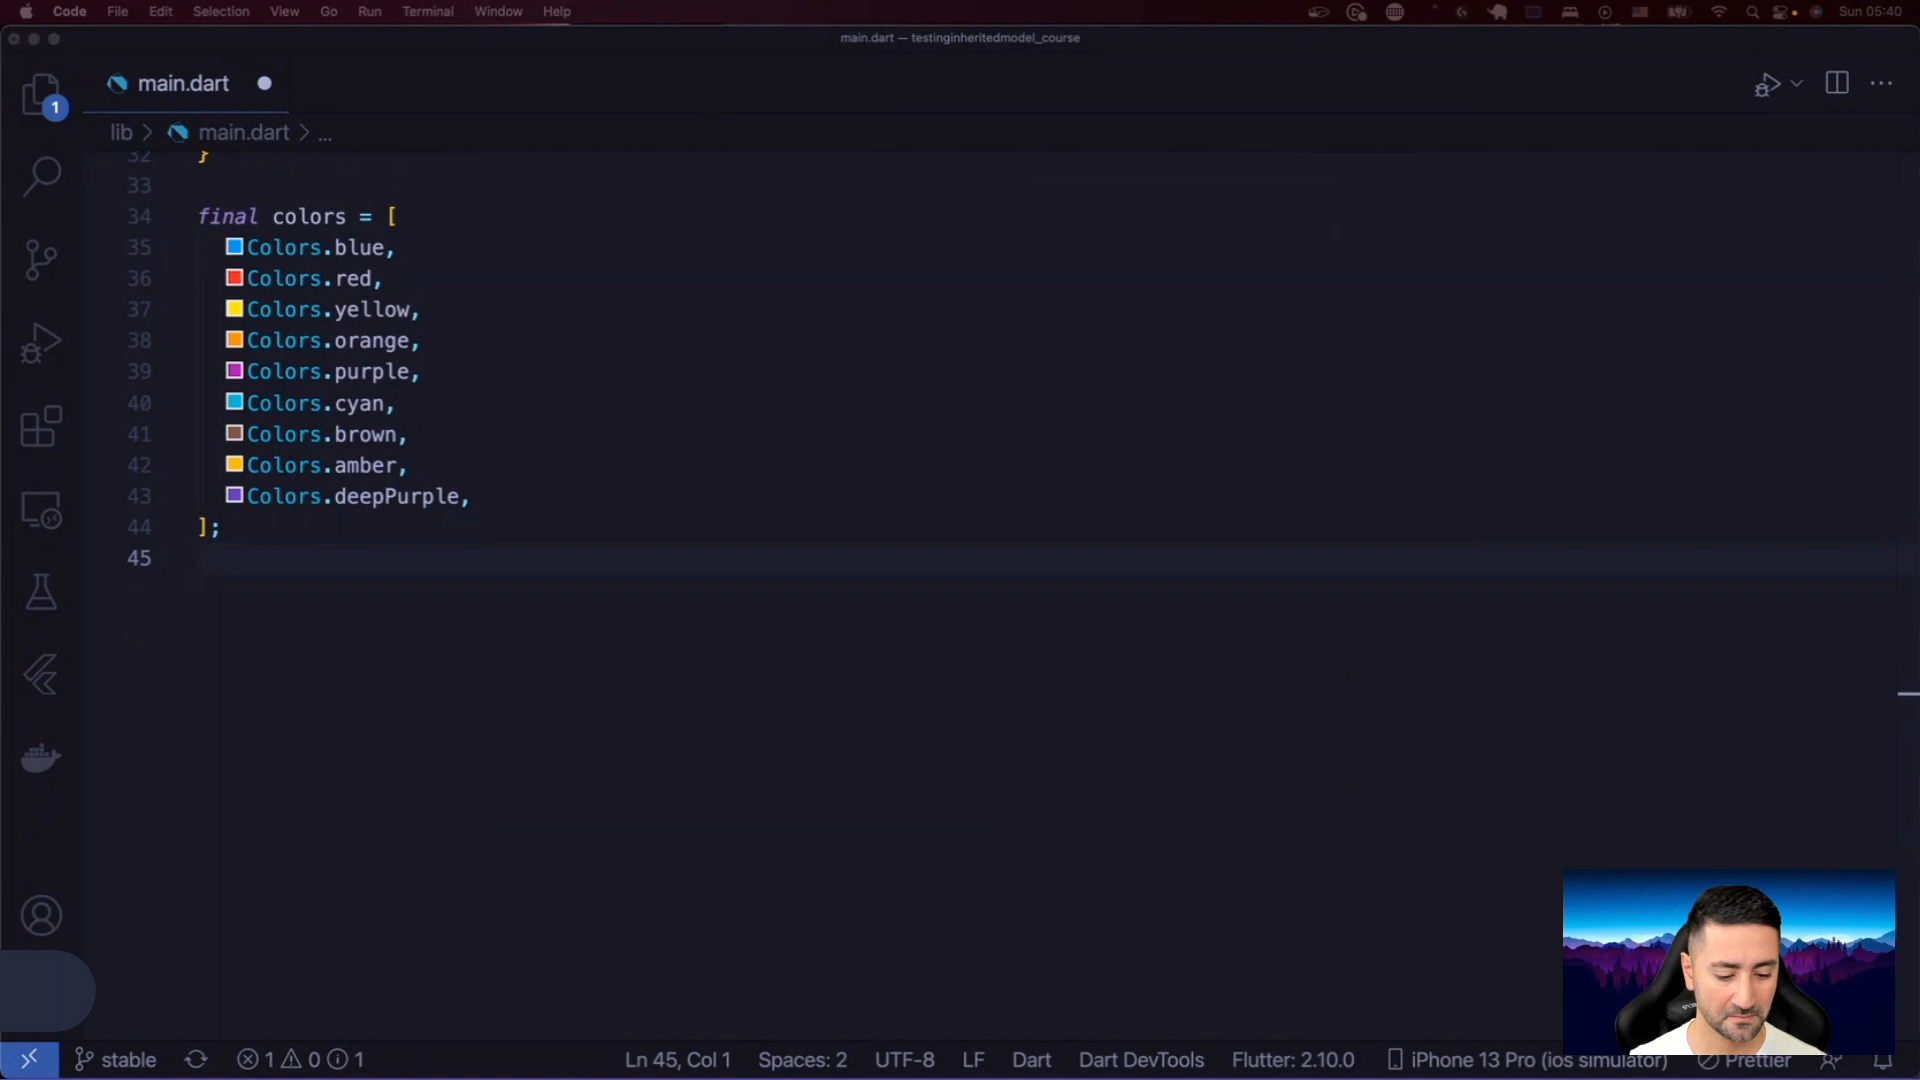 Code File Edit Selection View Go Run Terminal Window Help Sun 05:40
main.dart — testinginheritedmodel_course
main.dart
1
lib > main.dart > ...
32 }
33
34 final colors = [
35 Colors.blue,
36 Colors.red,
37 Colors.yellow,
38 Colors.orange,
39 Colors.purple,
40 Colors.cyan,
41 Colors.brown,
42 Colors.amber,
43 Colors.deepPurple,
44 ];
45
stable 1 0 1 Ln 45, Col 1 Spaces: 2 UTF-8 LF Dart Dart DevTools Flutter: 2.10.0 iPhone 13 Pro (ios simulator) Prettier